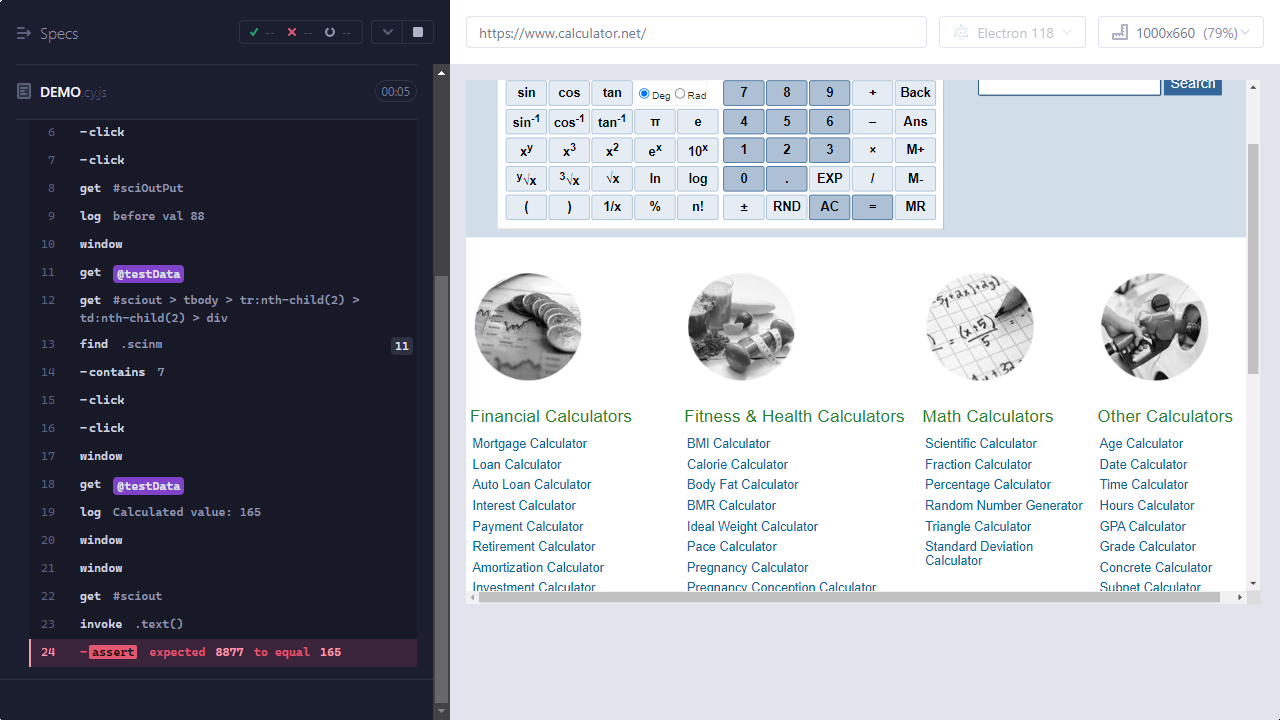 Specs
-- -- --
DEMO.cy.js 00:05
6 -click
7 -click
8 get #sciOutPut
9 log before val 88
10 window
11 get @testData
12 get #sciout > tbody > tr:nth-child(2) >
td:nth-child(2) > div
13 find .scinm 11
14 -contains 7
15 -click
16 -click
17 window
18 get @testData
19 log Calculated value: 165
20 window
21 window
22 get #sciout
23 invoke .text()
24 -assert expected 8877 to equal 165
https://www.calculator.net/
Electron 118
1000x660 (79%)
sin cos tan Deg Rad 7 8 9 + Back
sin-1 cos-1 tan-1 π e 4 5 6 – Ans
xy x3 x2 ex 10x 1 2 3 × M+
y√x 3√x √x ln log 0 . EXP / M-
( ) 1/x % n! ± RND AC = MR
Search
Financial Calculators
Mortgage Calculator
Loan Calculator
Auto Loan Calculator
Interest Calculator
Payment Calculator
Retirement Calculator
Amortization Calculator
Investment Calculator
Fitness & Health Calculators
BMI Calculator
Calorie Calculator
Body Fat Calculator
BMR Calculator
Ideal Weight Calculator
Pace Calculator
Pregnancy Calculator
Pregnancy Conception Calculator
Math Calculators
Scientific Calculator
Fraction Calculator
Percentage Calculator
Random Number Generator
Triangle Calculator
Standard Deviation
Calculator
Other Calculators
Age Calculator
Date Calculator
Time Calculator
Hours Calculator
GPA Calculator
Grade Calculator
Concrete Calculator
Subnet Calculator